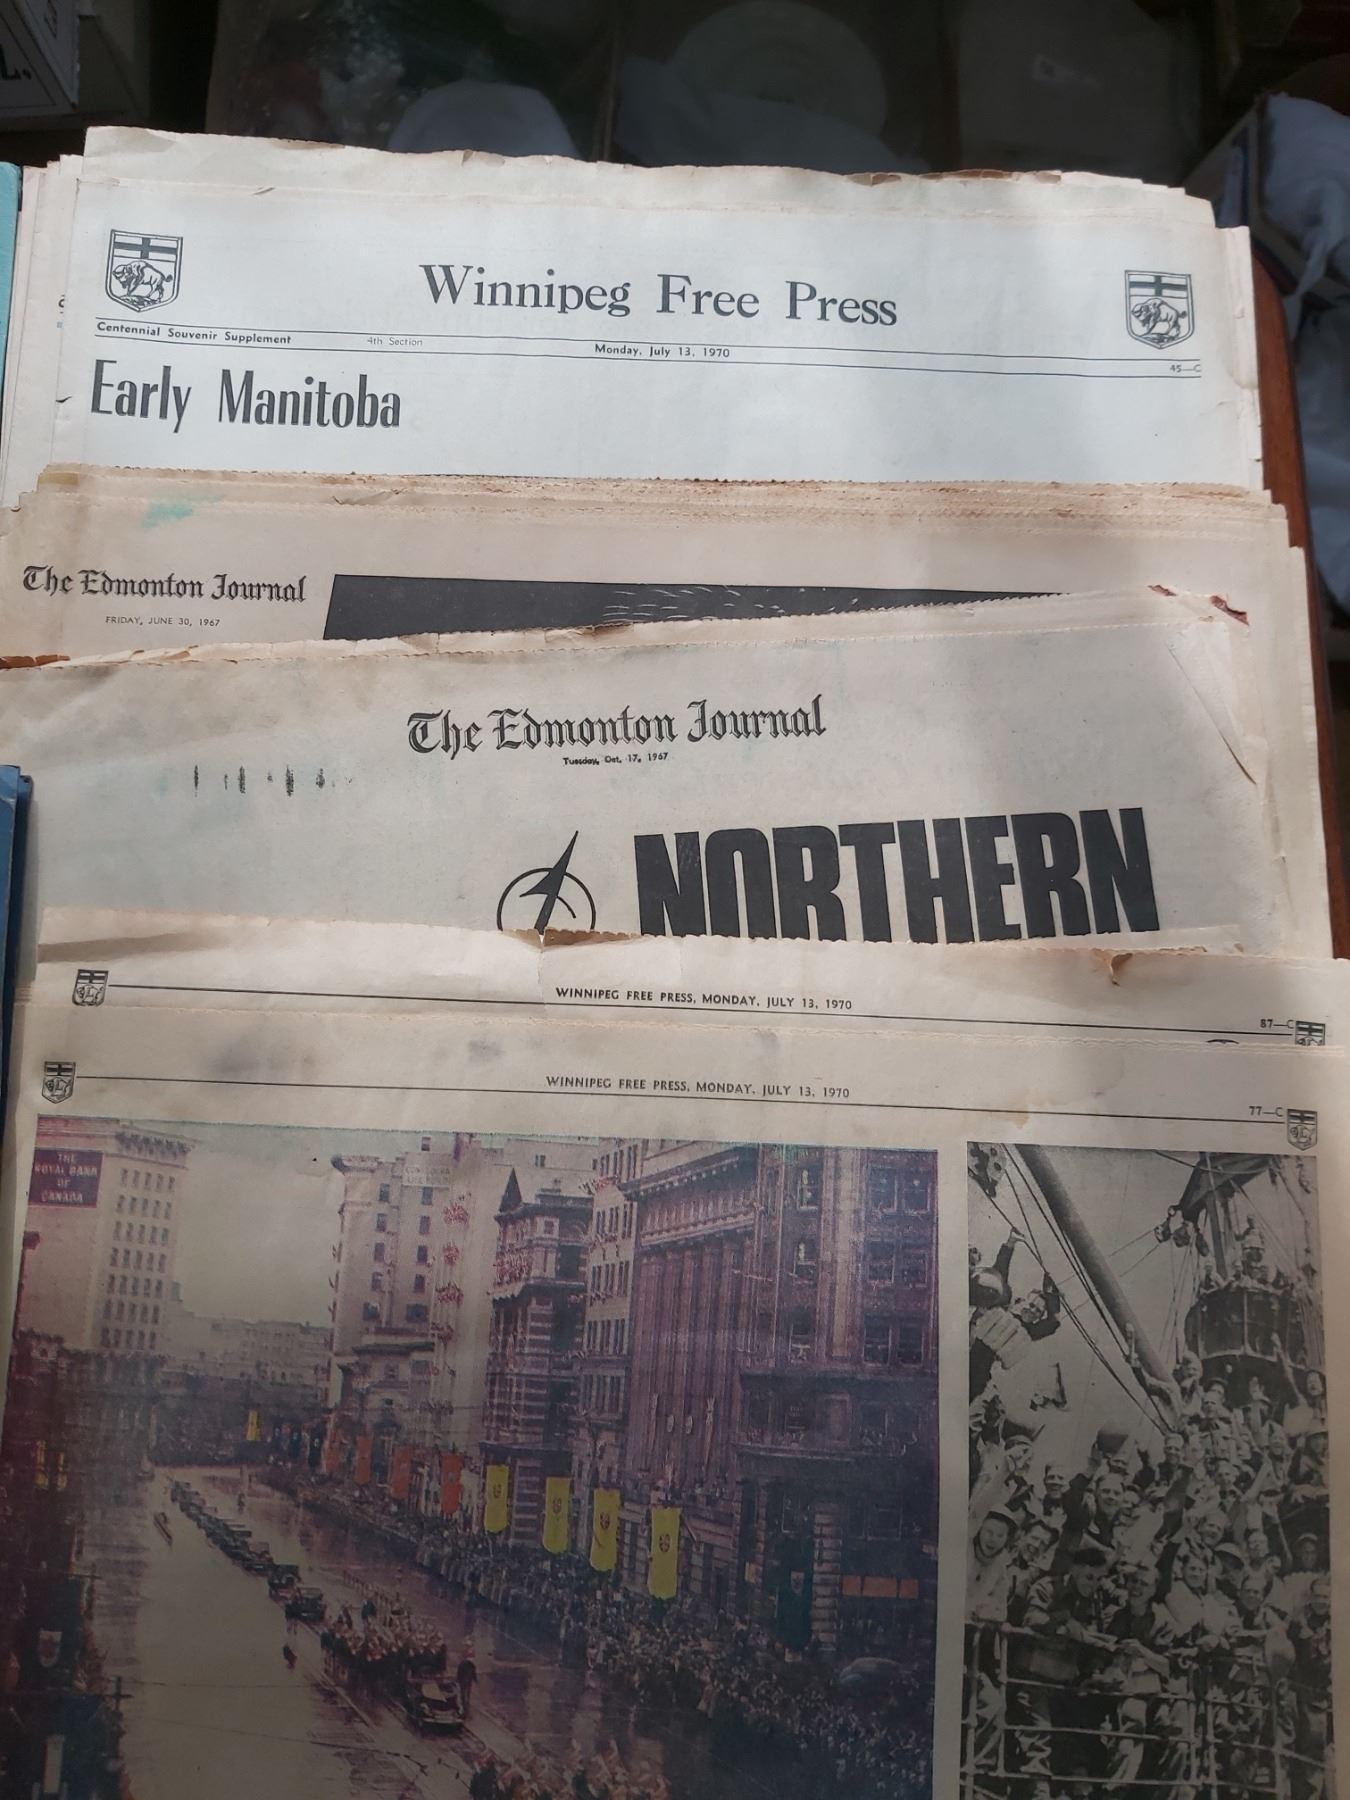 Winnipeg Free Press
Centennial Souvenir Supplement 4th Section Monday, July 13, 1970 45—C
Early Manitoba
The Edmonton Journal
FRIDAY, JUNE 30, 1967
The Edmonton Journal
Tuesday, Oct. 17, 1967
NORTHERN
WINNIPEG FREE PRESS, MONDAY, JULY 13, 1970
87—C
WINNIPEG FREE PRESS, MONDAY, JULY 13, 1970
77—C
THE
ROYAL BANK
OF
CANADA